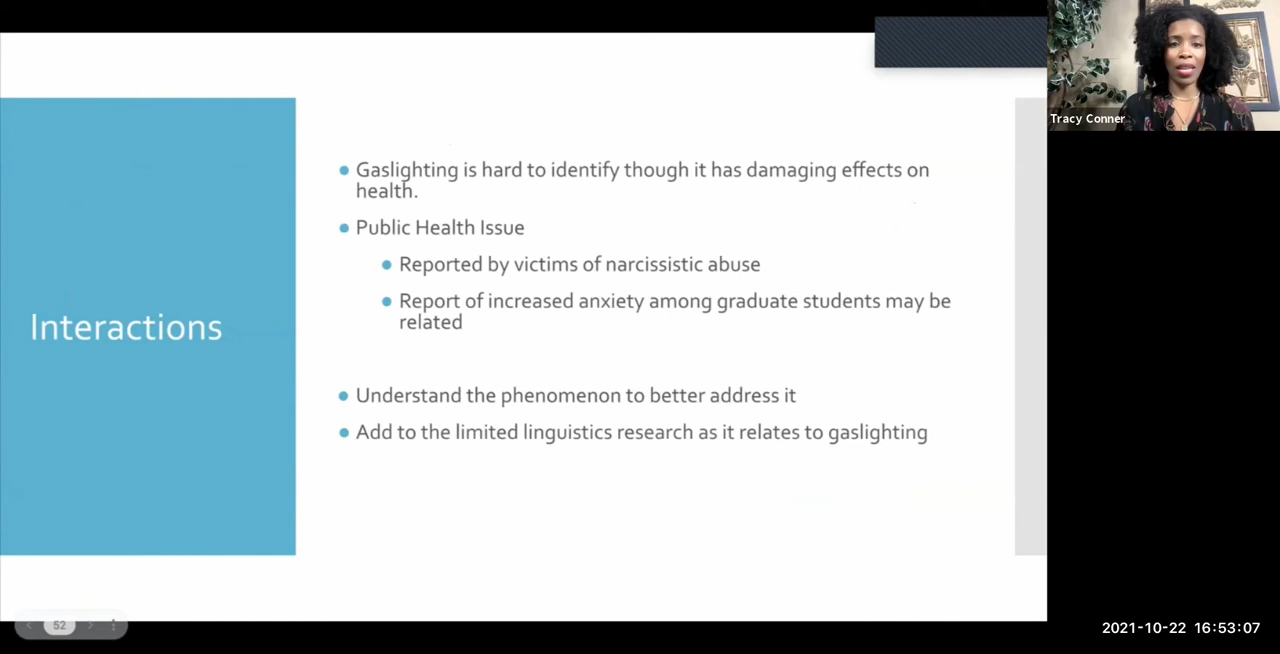 Tracy Conner
Interactions
Gaslighting is hard to identify though it has damaging effects on
health.
Public Health Issue
Reported by victims of narcissistic abuse
Report of increased anxiety among graduate students may be
related
Understand the phenomenon to better address it
Add to the limited linguistics research as it relates to gaslighting
52
2021-10-22 16:53:07